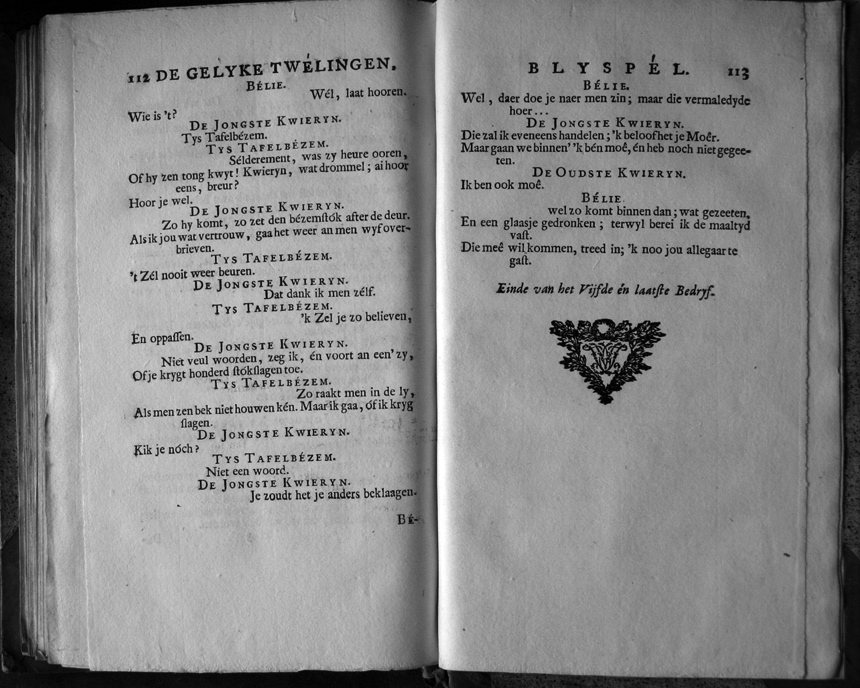 112 DE GELYKE TWÉLINGEN.
BÉLIE.
Wél, laat hooren.
Wie is 't?
DE JONGSTE KWIERYN.
Tys Tafelbézem.
TYS TAFELBÉZEM.
Sélderement, was zy heure ooren,
Of hy zen tong kwyt! Kwieryn, wat drommel; ai hoor
eens, breur?
Hoor je wel.
DE JONGSTE KWIERYN.
Zo hy komt, zo zet den bézemſtók after de deur.
Als ik jou wat vertrouw, gaa het weer an men wyf over-
brieven.
TYS TAFELBÉZEM.
't Zél nooit weer beuren.
DE JONGSTE KWIERYN.
Dat dank ik men zélf.
TYS TAFELBÉZEM.
'k Zel je zo believen,
En oppaſſen.
DE JONGSTE KWIERYN.
Niet veul woorden, zeg ik, én voort an een' zy,
Of je krygt honderd ſtókſlagen toe.
TYS TAFELBÉZEM.
Zo raakt men in de ly,
Als men zen bek niet houwen kén. Maar ik gaa, óf ik kryg
ſlagen.
DE JONGSTE KWIERYN.
Kik je nóch?
TYS TAFELBÉZEM.
Niet een woord.
DE JONGSTE KWIERYN.
Je zoudt het je anders beklaagen.
BÉ-
BLYSPÉL. 113
BÉLIE.
Wel, daer doe je naer men zin; maar die vermaledyde
hoer...
DE JONGSTE KWIERYN.
Die zal ik eveneens handelen; 'k beloof het je Moêr.
Maar gaan we binnen' 'k bén moê, én heb noch niet gegee-
ten.
DE OUDSTE KWIERYN.
Ik ben ook moê.
BÉLIE.
wel zo komt binnen dan; wat gezeeten,
En een glaasje gedronken; terwyl berei ik de maaltyd
vaſt.
Die meê wil kommen, treed in; 'k noo jou allegaar te
gaſt.
Einde van het Vijfde én laatſte Bedryf.